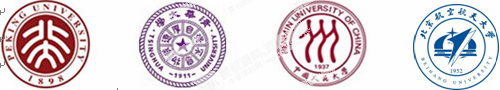 PEKING UNIVERSITY
1898
清華大學
TSINGHUA UNIVERSITY
1911
RENMIN UNIVERSITY OF CHINA
1937
中國人民大學
北京航空航天大学
1952
BEIHANG UNIVERSITY